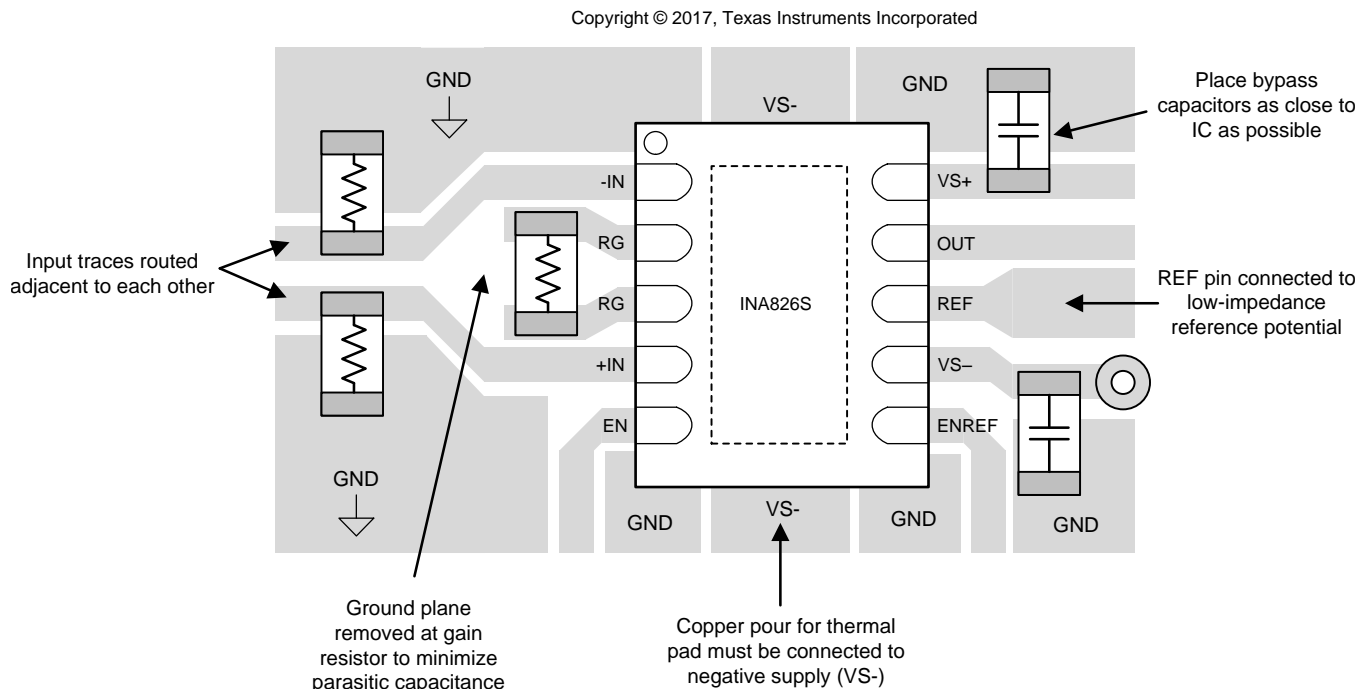 Copyright © 2017, Texas Instruments Incorporated
GND
VS-
GND
Place bypass
capacitors as close to
IC as possible
-IN
VS+
RG
OUT
Input traces routed
adjacent to each other
RG
INA826S
REF
REF pin connected to
low-impedance
reference potential
+IN
VS–
EN
ENREF
GND
GND
VS-
GND
GND
Ground plane
removed at gain
resistor to minimize
parasitic capacitance
Copper pour for thermal
pad must be connected to
negative supply (VS-)